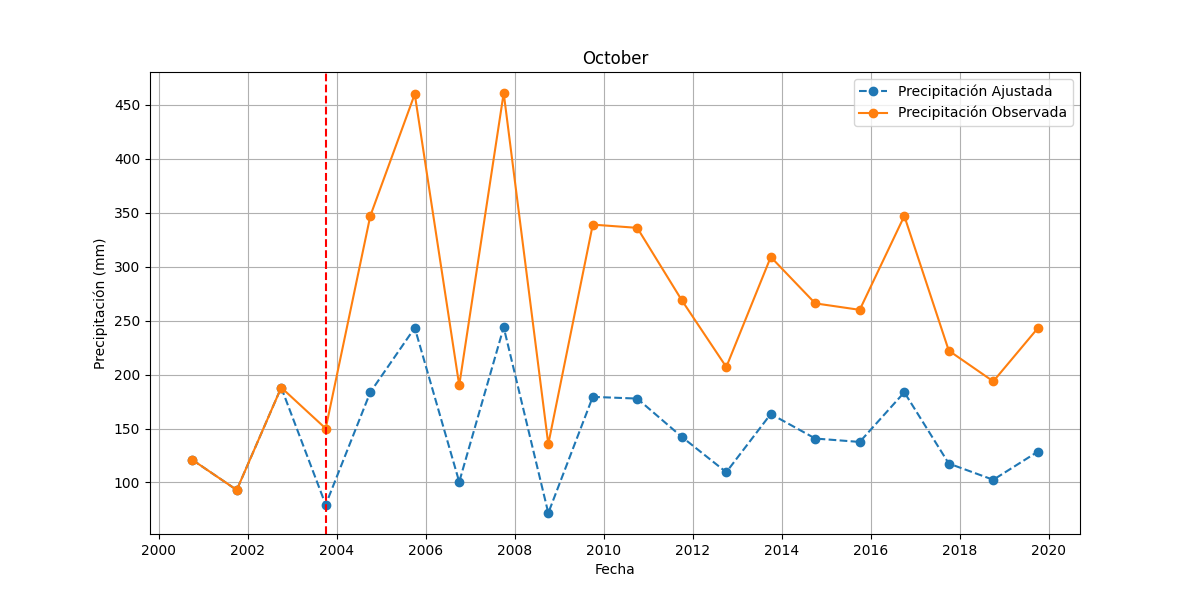 October
Precipitación Ajustada
Precipitación Observada
Precipitación (mm)
450
400
350
300
250
200
150
100
2000 2002 2004 2006 2008 2010 2012 2014 2016 2018 2020
Fecha